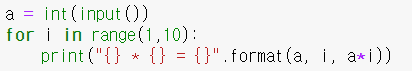 a = int(input())
for i in range(1,10):
    print("{} * {} = {}".format(a, i, a*i))